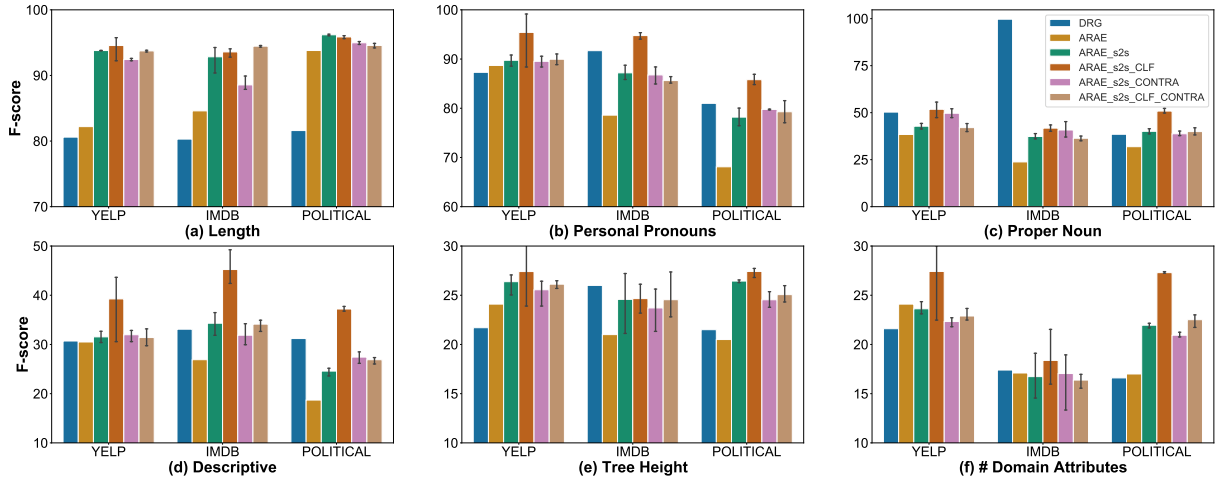 F-score
100
90
80
70
YELP
IMDB
POLITICAL
(a) Length
100
90
80
70
60
YELP
IMDB
POLITICAL
(b) Personal Pronouns
100
75
50
25
0
DRG
ARAE
ARAE_s2s
ARAE_s2s_CLF
ARAE_s2s_CONTRA
ARAE_s2s_CLF_CONTRA
YELP
IMDB
POLITICAL
(c) Proper Noun
F-score
50
40
30
20
10
YELP
IMDB
POLITICAL
(d) Descriptive
30
25
20
15
10
YELP
IMDB
POLITICAL
(e) Tree Height
30
25
20
15
10
YELP
IMDB
POLITICAL
(f) # Domain Attributes